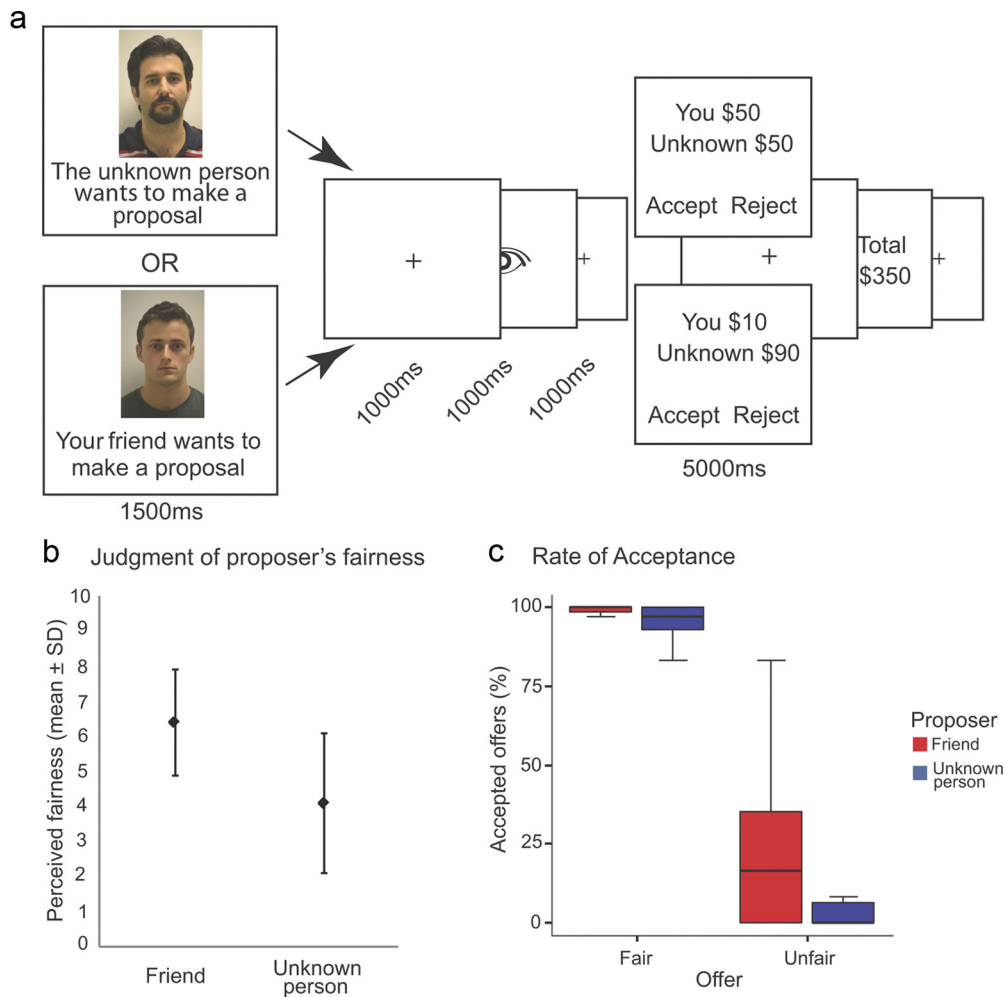 a
The unknown person
wants to make a
proposal
OR
Your friend wants to
make a proposal
1500ms
+
1000ms
1000ms
+
1000ms
You $50
Unknown $50
Accept Reject
You $10
Unknown $90
Accept Reject
5000ms
+
Total
$350
+
b Judgment of proposer's fairness
Perceived fairness (mean ± SD)
10
9
8
7
6
5
4
3
2
1
0
Friend
Unknown
person
c Rate of Acceptance
Accepted offers (%)
100
75
50
25
0
Fair
Unfair
Offer
Proposer
Friend
Unknown
person